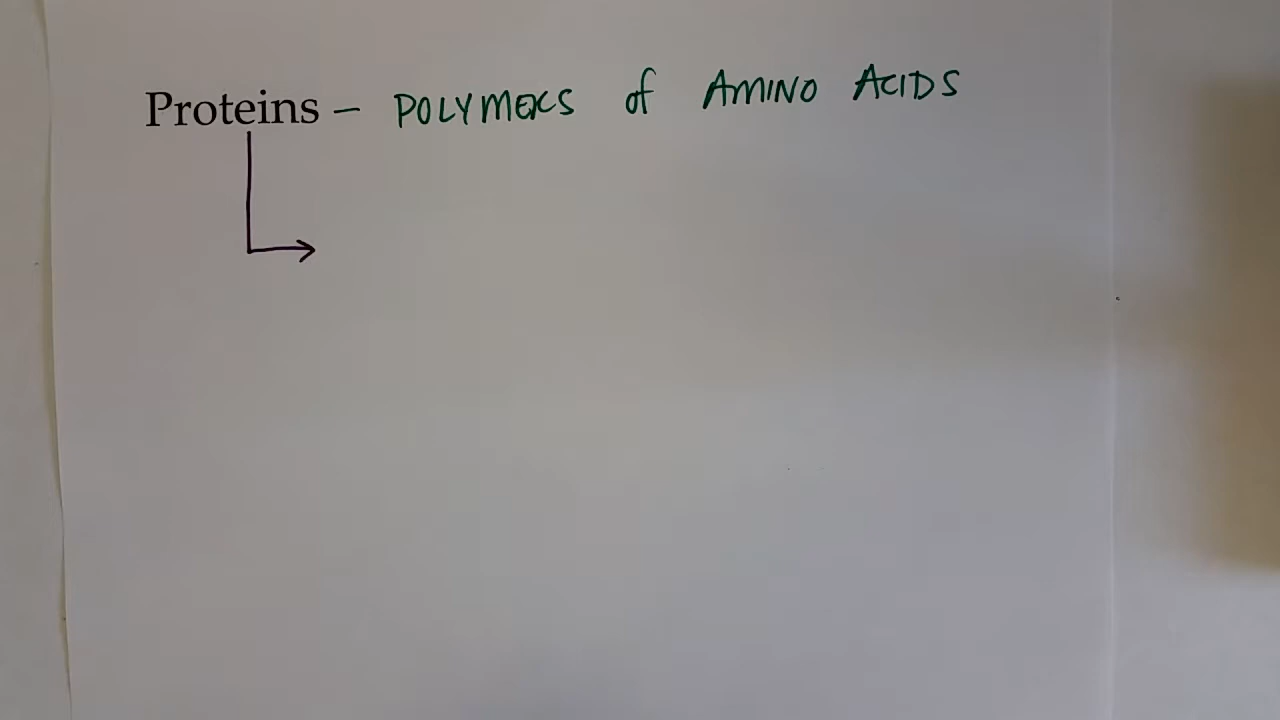 Proteins – POLYMERS of AMINO ACIDS